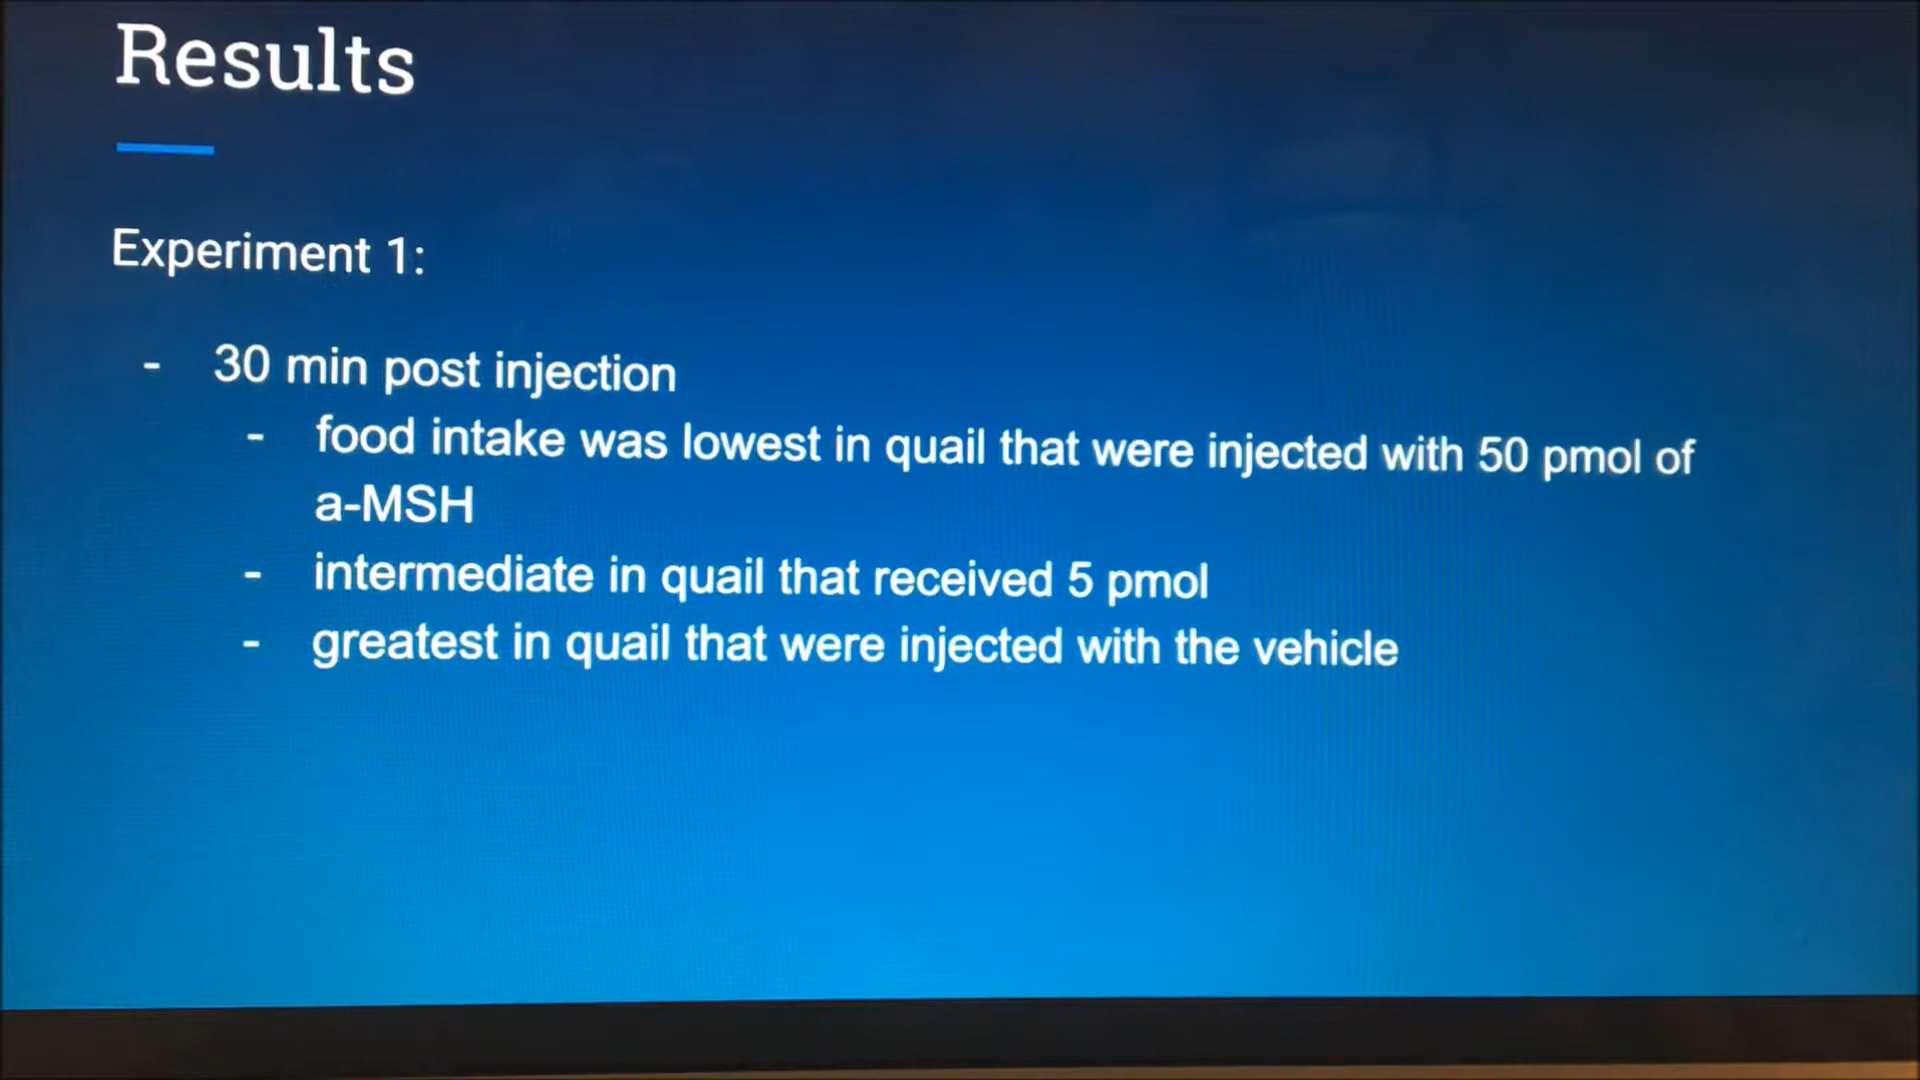 Results
Experiment 1:
- 30 min post injection
- food intake was lowest in quail that were injected with 50 pmol of
a-MSH
- intermediate in quail that received 5 pmol
- greatest in quail that were injected with the vehicle